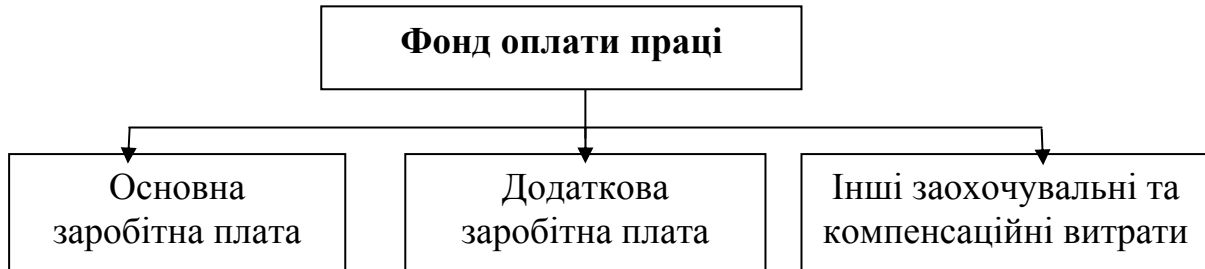 Фонд оплати праці
Основна
заробітна плата
Додаткова
заробітна плата
Інші заохочувальні та
компенсаційні витрати